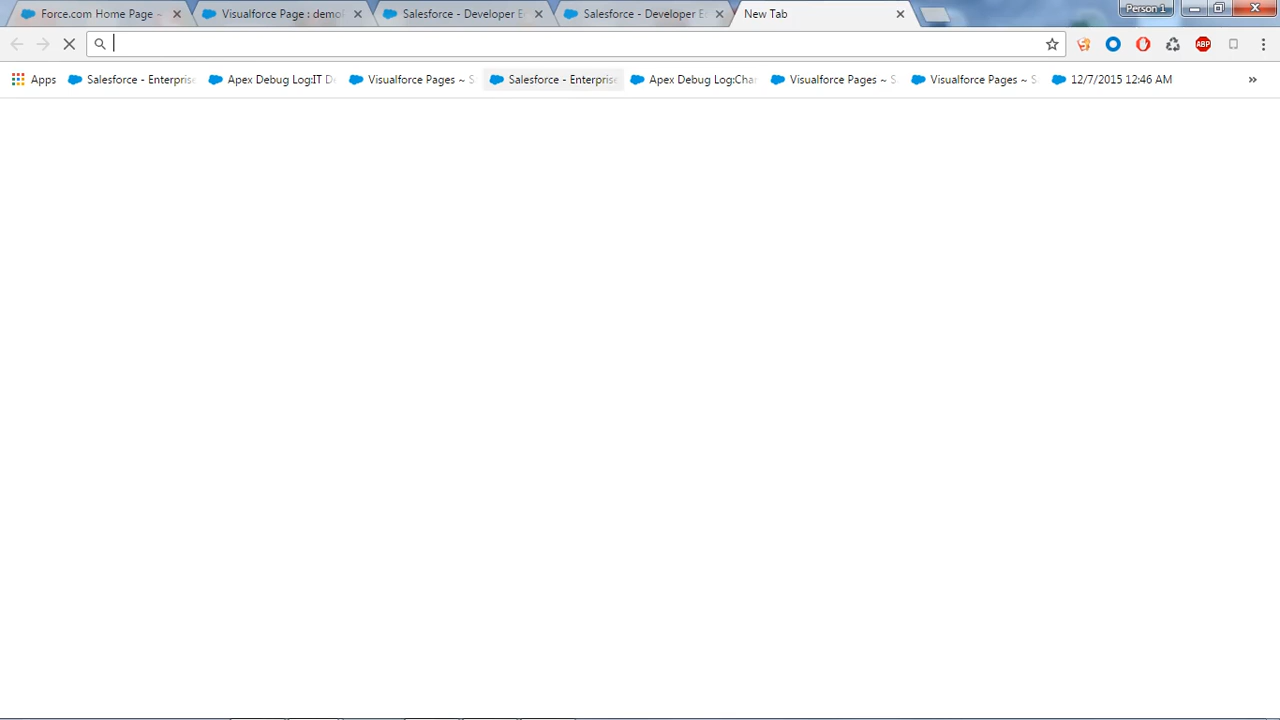 Force.com Home Page ~
Visualforce Page : demo
Salesforce - Developer E
Salesforce - Developer E
New Tab
Person 1
ABP
Apps
Salesforce - Enterprise
Apex Debug Log:IT D
Visualforce Pages ~ S
Salesforce - Enterprise
Apex Debug Log:Cha
Visualforce Pages ~ S
Visualforce Pages ~ S
12/7/2015 12:46 AM
»